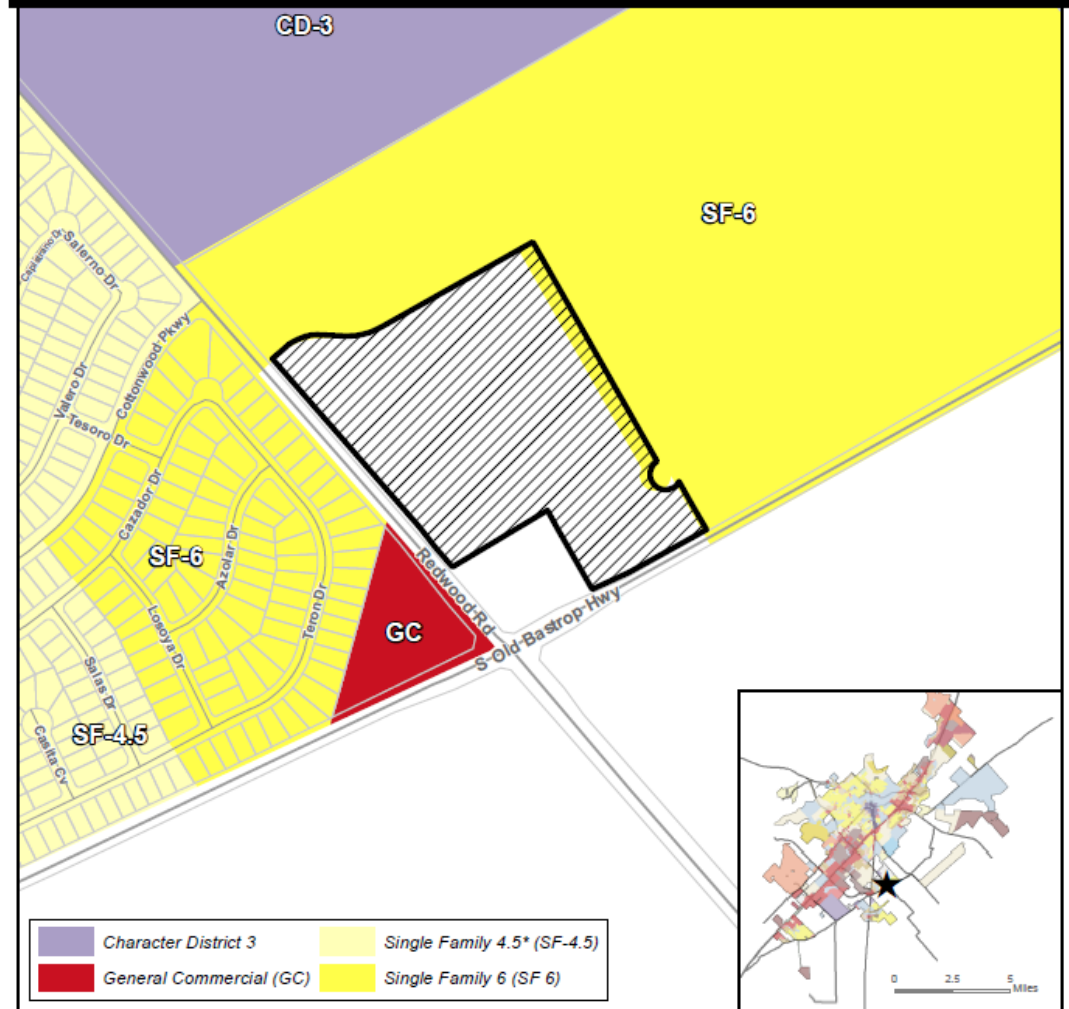 CD-3
SF-6
Capistrano Dr
Salerno Dr
Cottonwood Pkwy
Valero Dr
Tesoro Dr
Cazador Dr
SF-6
Azolar Dr
Teron Dr
Losoya Dr
Salas Dr
SF-4.5
Casita Cv
Redwood Rd
GC
S Old Bastrop Hwy
Character District 3
Single Family 4.5* (SF-4.5)
General Commercial (GC)
Single Family 6 (SF 6)
0 2.5 5
Miles